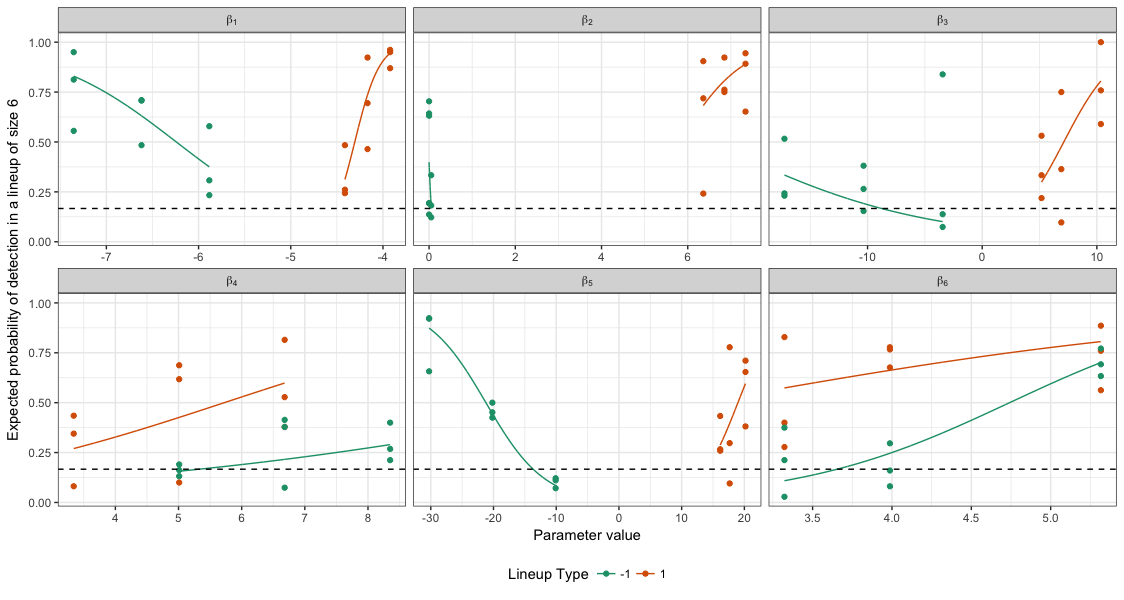 β₁ β₂ β₃
1.00
0.75
0.50
0.25
0.00
-7 -6 -5 -4 0 2 4 6 -10 0 10
β₄ β₅ β₆
1.00
0.75
0.50
0.25
0.00
4 5 6 7 8 -30 -20 -10 0 10 20 3.5 4.0 4.5 5.0
Expected probability of detection in a lineup of size 6
Parameter value
Lineup Type -1 1